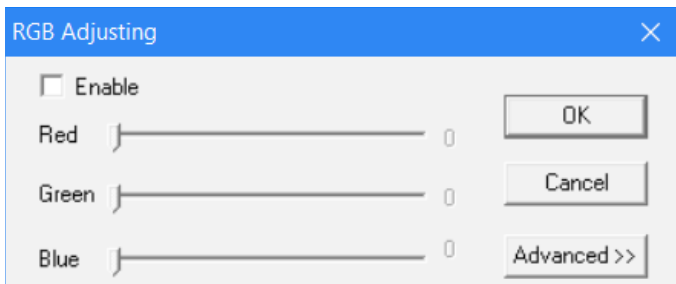 RGB Adjusting
Enable
OK
Red 0
Cancel
Green 0
Blue 0
Advanced >>